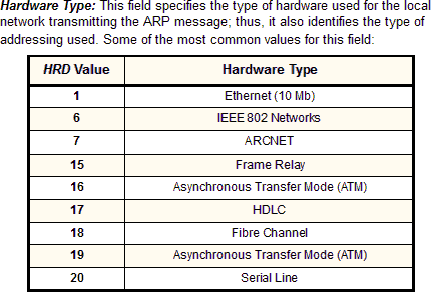 Hardware Type: This field specifies the type of hardware used for the local
network transmitting the ARP message; thus, it also identifies the type of
addressing used. Some of the most common values for this field:
HRD Value Hardware Type
1 Ethernet (10 Mb)
6 IEEE 802 Networks
7 ARCNET
15 Frame Relay
16 Asynchronous Transfer Mode (ATM)
17 HDLC
18 Fibre Channel
19 Asynchronous Transfer Mode (ATM)
20 Serial Line